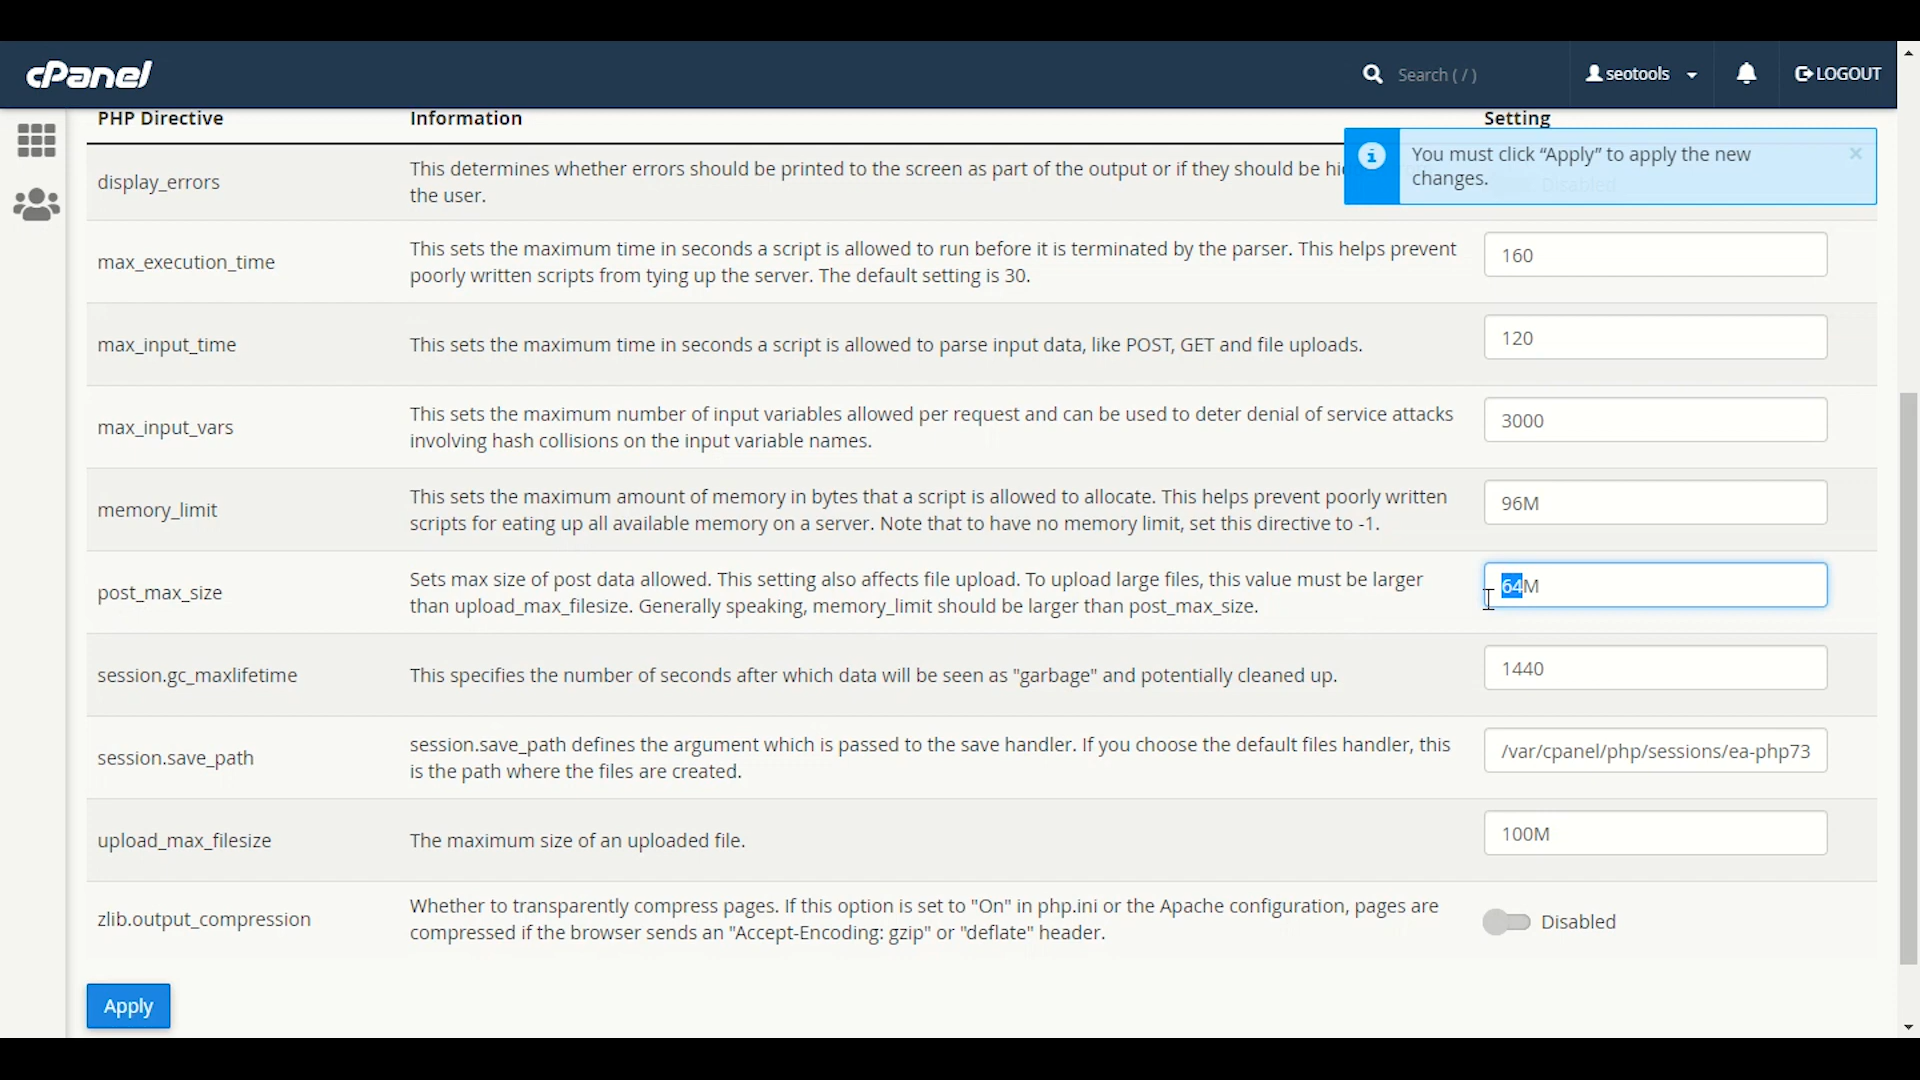 cPanel
Search ( / )
seotools
LOGOUT
PHP Directive
Information
Setting
You must click “Apply” to apply the new
changes.
×
display_errors
This determines whether errors should be printed to the screen as part of the output or if they should be hi
the user.
Disabled
max_execution_time
This sets the maximum time in seconds a script is allowed to run before it is terminated by the parser. This helps prevent
poorly written scripts from tying up the server. The default setting is 30.
160
max_input_time
This sets the maximum time in seconds a script is allowed to parse input data, like POST, GET and file uploads.
120
max_input_vars
This sets the maximum number of input variables allowed per request and can be used to deter denial of service attacks
involving hash collisions on the input variable names.
3000
memory_limit
This sets the maximum amount of memory in bytes that a script is allowed to allocate. This helps prevent poorly written
scripts for eating up all available memory on a server. Note that to have no memory limit, set this directive to -1.
96M
post_max_size
Sets max size of post data allowed. This setting also affects file upload. To upload large files, this value must be larger
than upload_max_filesize. Generally speaking, memory_limit should be larger than post_max_size.
64M
session.gc_maxlifetime
This specifies the number of seconds after which data will be seen as "garbage" and potentially cleaned up.
1440
session.save_path
session.save_path defines the argument which is passed to the save handler. If you choose the default files handler, this
is the path where the files are created.
/var/cpanel/php/sessions/ea-php73
upload_max_filesize
The maximum size of an uploaded file.
100M
zlib.output_compression
Whether to transparently compress pages. If this option is set to "On" in php.ini or the Apache configuration, pages are
compressed if the browser sends an "Accept-Encoding: gzip" or "deflate" header.
Disabled
Apply